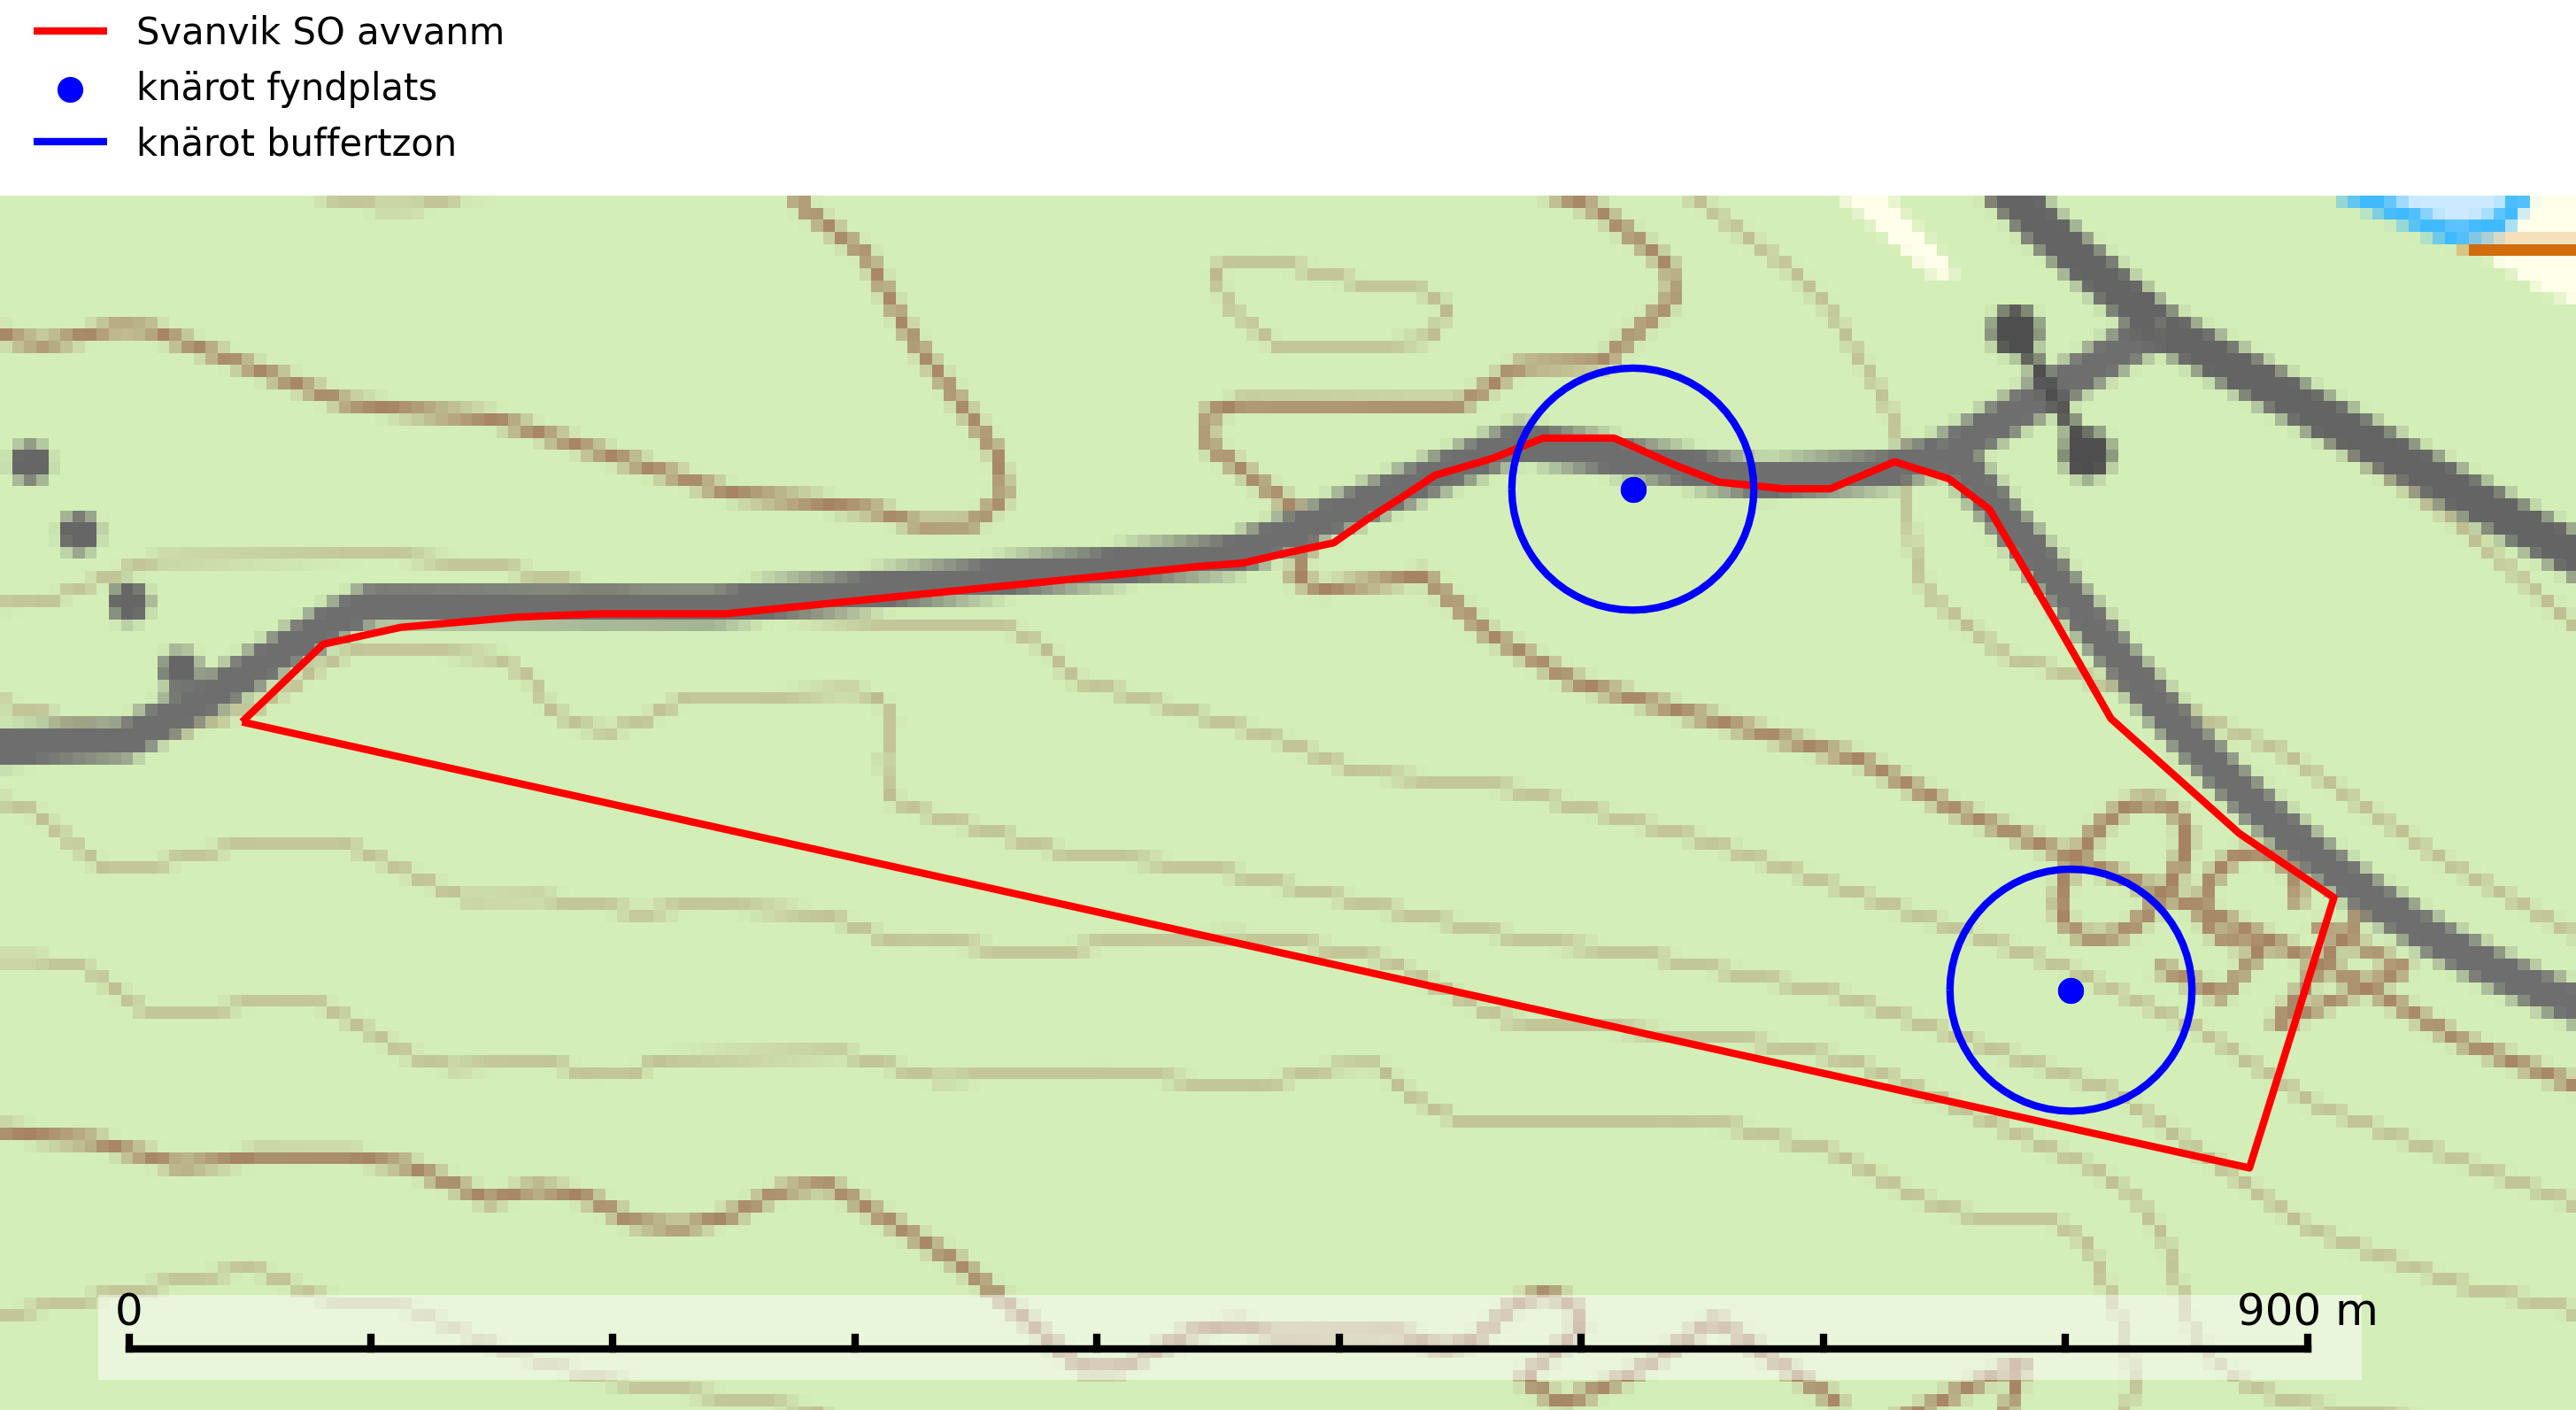 Svanvik SO avvanm
knärot fyndplats
knärot buffertzon
0
900 m